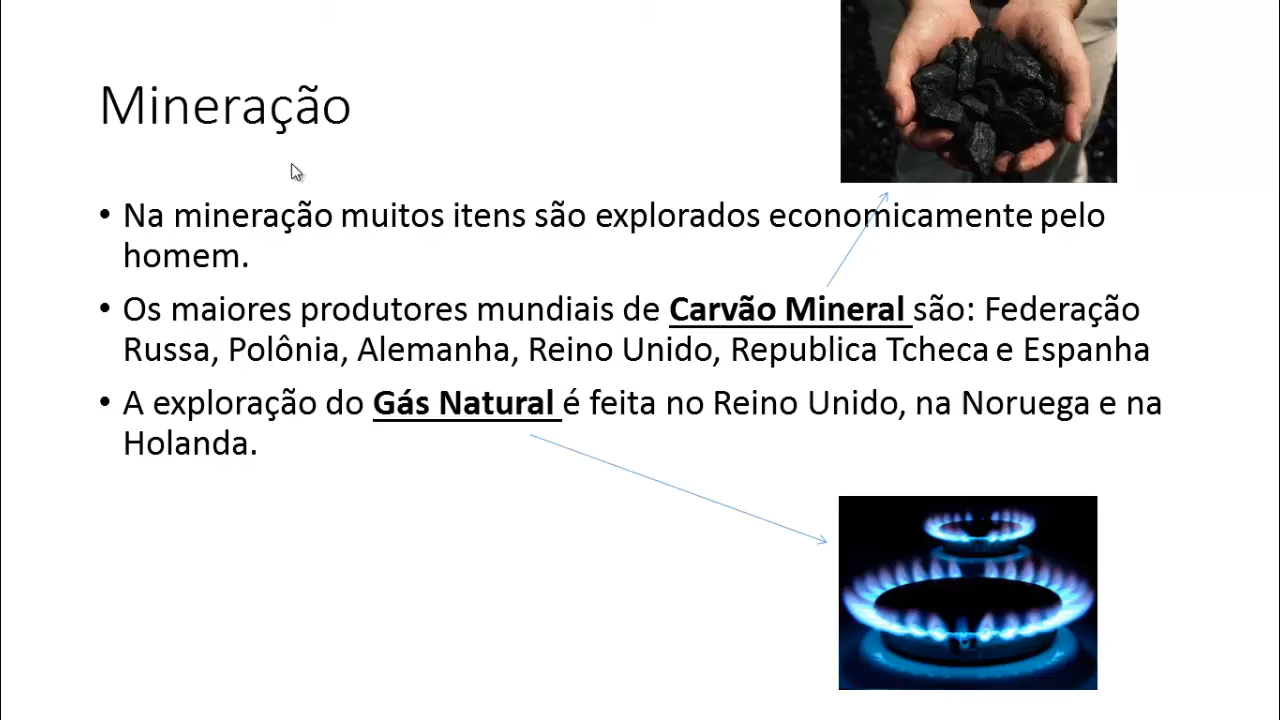 Mineração
• Na mineração muitos itens são explorados economicamente pelo
homem.
• Os maiores produtores mundiais de Carvão Mineral são: Federação
Russa, Polônia, Alemanha, Reino Unido, Republica Tcheca e Espanha
• A exploração do Gás Natural é feita no Reino Unido, na Noruega e na
Holanda.